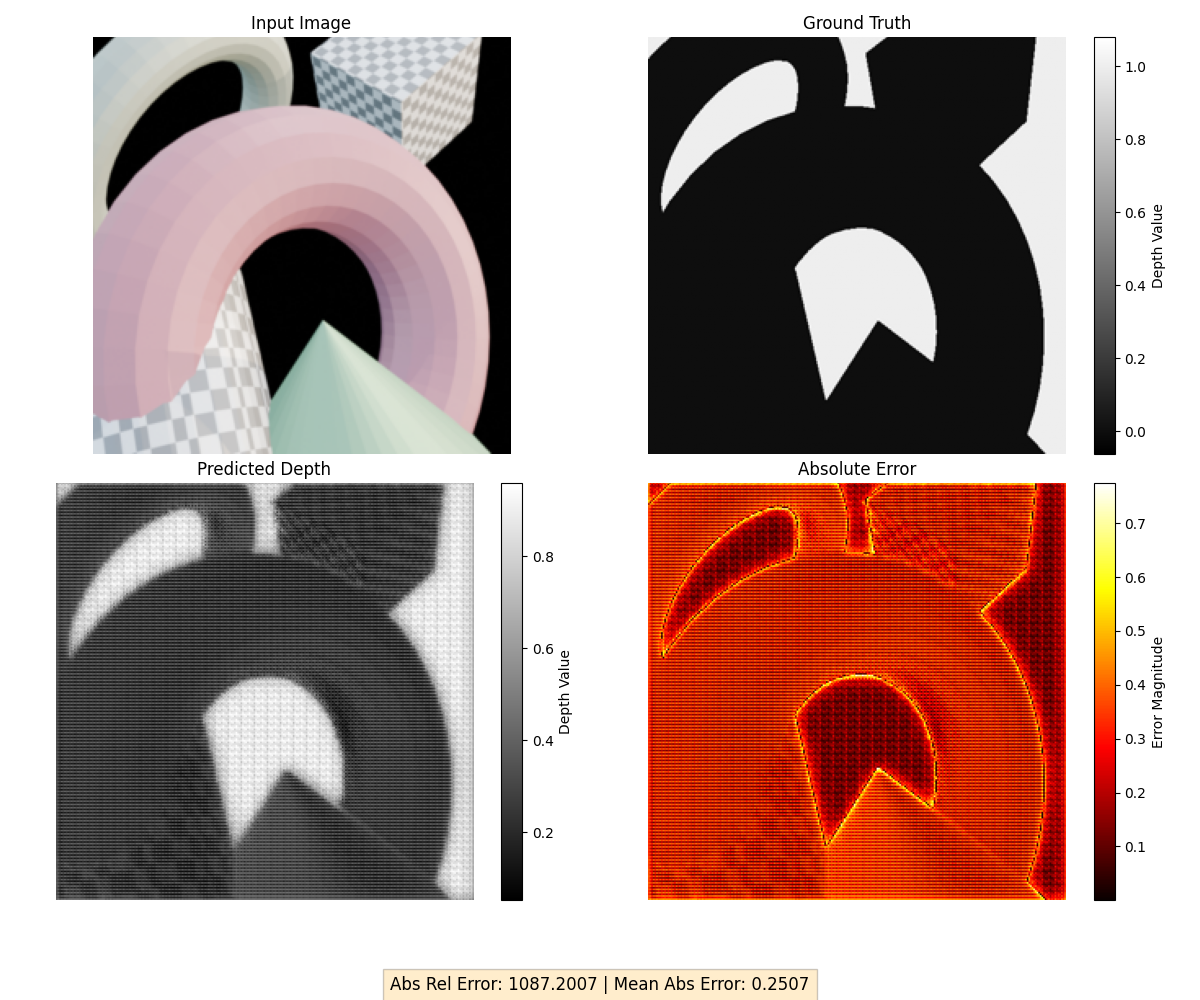 Input Image
Ground Truth
1.0
0.8
0.6
0.4
0.2
0.0
Depth Value
Predicted Depth
0.8
0.6
0.4
0.2
Depth Value
Absolute Error
0.7
0.6
0.5
0.4
0.3
0.2
0.1
Error Magnitude
Abs Rel Error: 1087.2007 | Mean Abs Error: 0.2507